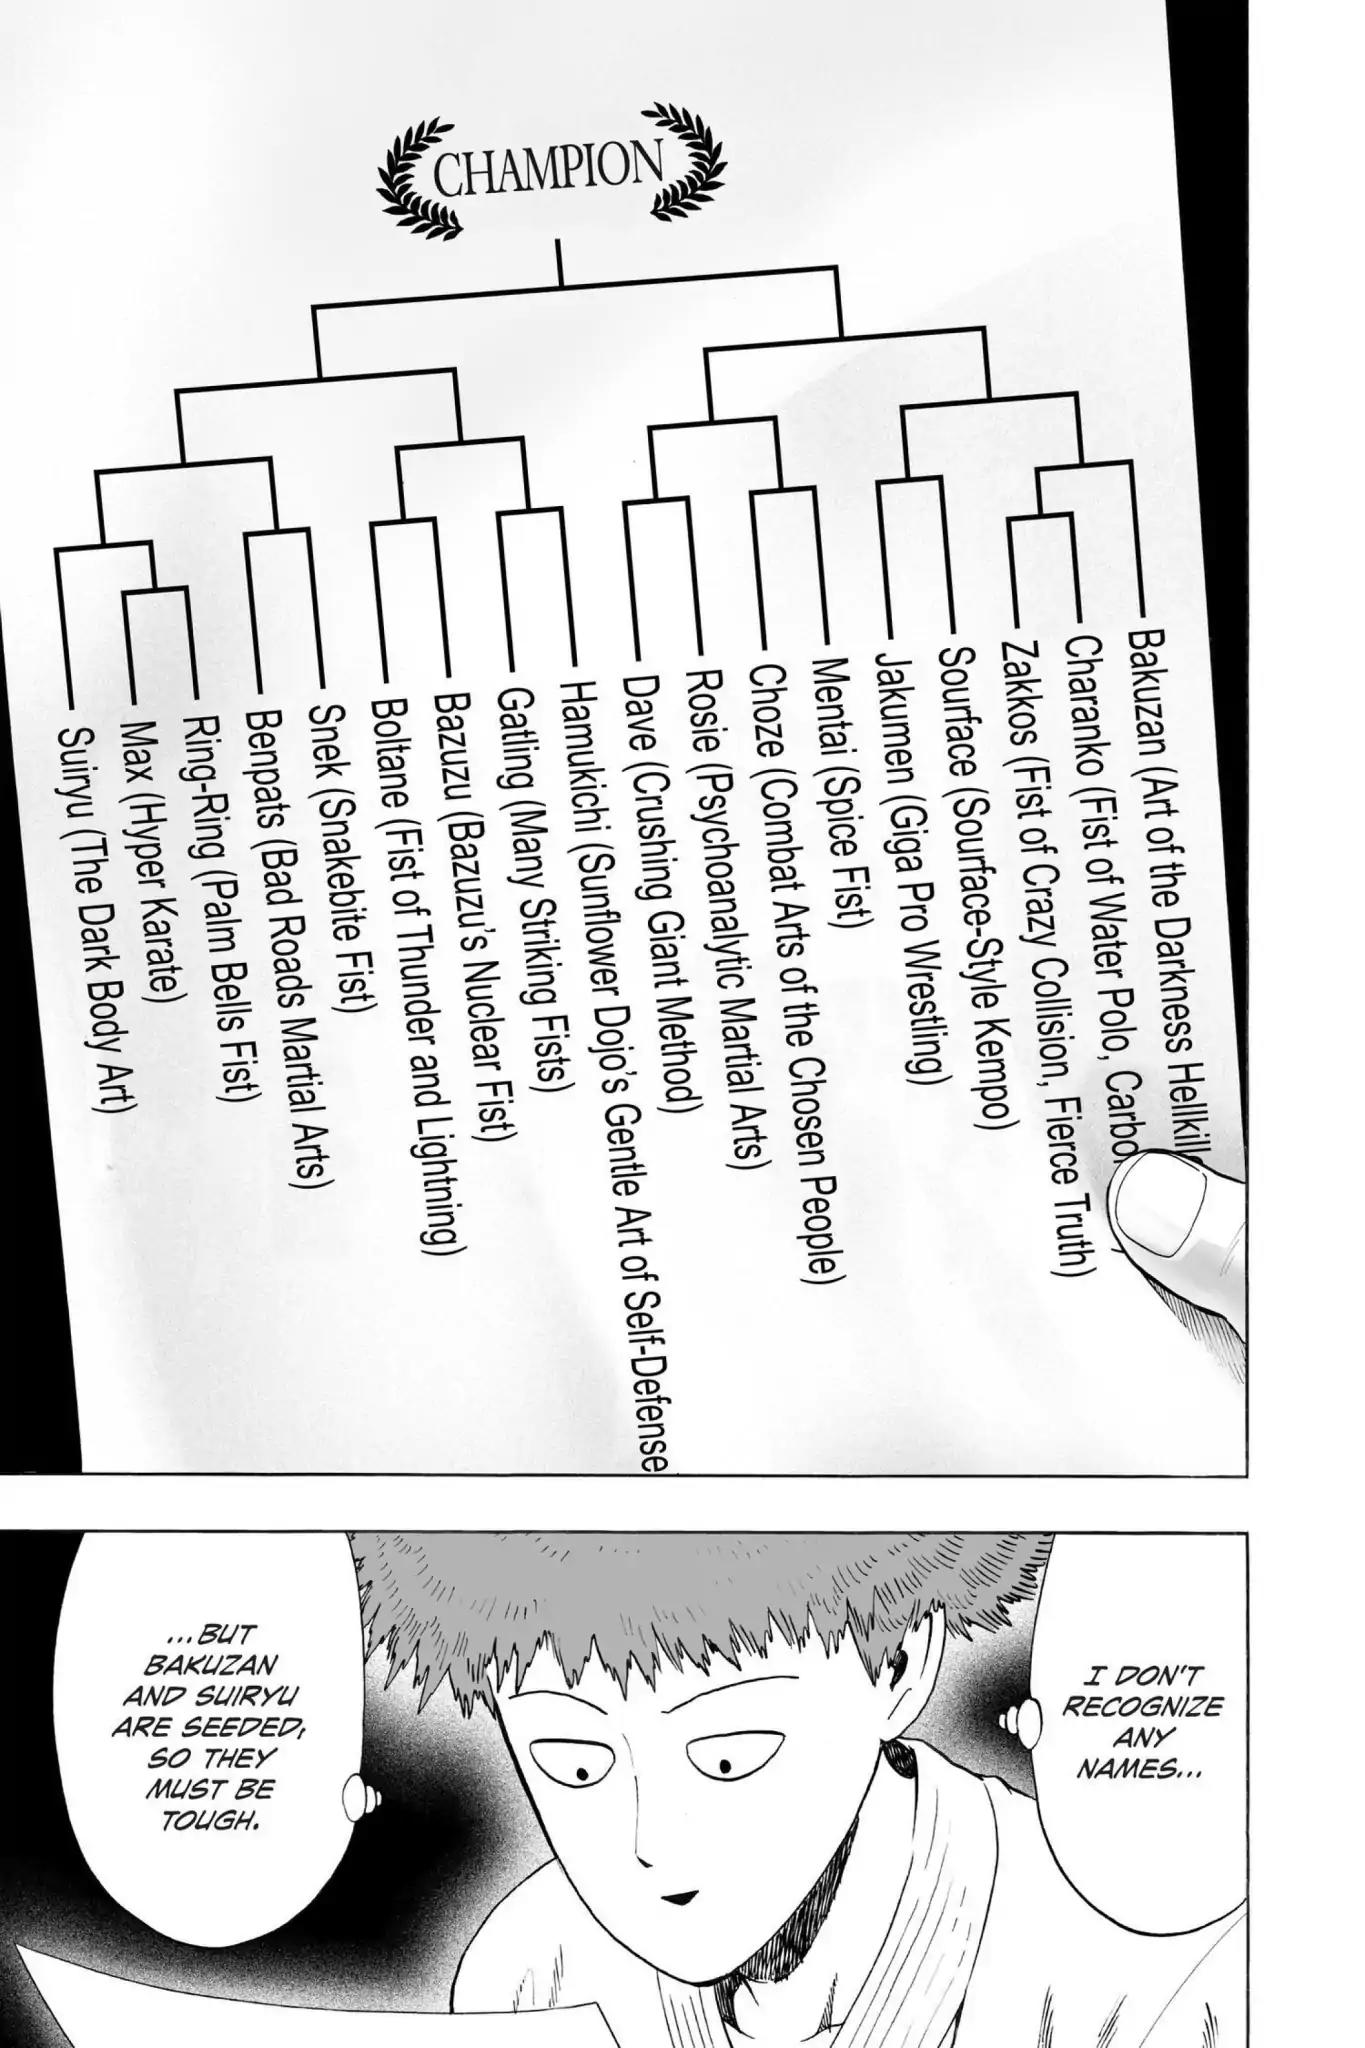 CHAMPION
Suiryu (The Dark Body Art)
Max (Hyper Karate)
Ring-Ring (Palm Bells Fist)
Benpats (Bad Roads Martial Arts)
Snek (Snakebite Fist)
Boltane (Fist of Thunder and Lightning)
Bazuzu (Bazuzu's Nuclear Fist)
Gatling (Many Striking Fists)
Hamukichi (Sunflower Dojo's Gentle Art of Self-Defense
Dave (Crushing Giant Method)
Rosie (Psychoanalytic Martial Arts)
Choze (Combat Arts of the Chosen People)
Mentai (Spice Fist)
Jakumen (Giga Pro Wrestling)
Sourface (Sourface-Style Kempo)
Zakkos (Fist of Crazy Collision, Fierce Truth)
Charanko (Fist of Water Polo,
Bakuzan (Art of the Darkness
I DON'T
RECOGNIZE
ANY
NAMES...
...BUT
BAKUZAN
AND SUIRYU
ARE SEEDED,
SO THEY
MUST BE
TOUGH.